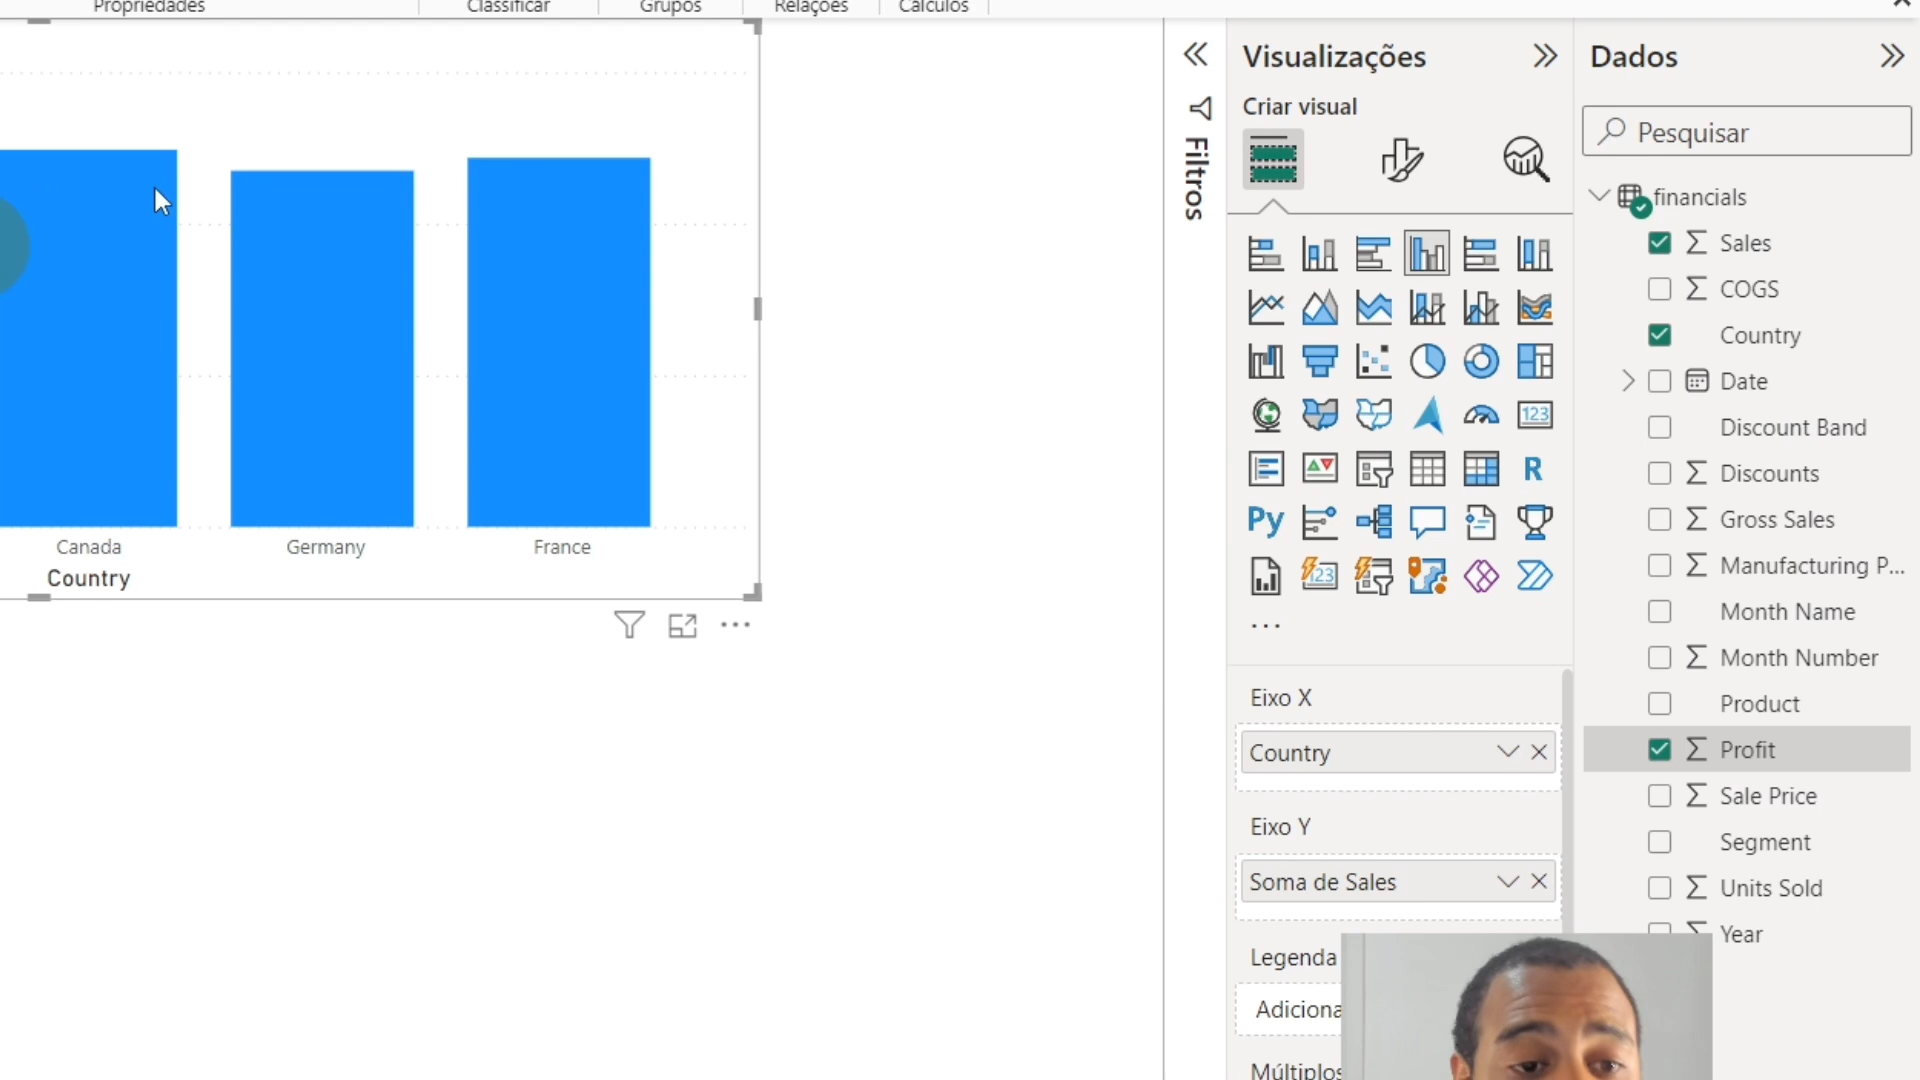 Propriedades
Classificar
Grupos
Relações
Cálculos
Canada
Germany
France
Country
Filtros
Visualizações
Criar visual
123
R
Py
123
Eixo X
Country
Eixo Y
Soma de Sales
Legenda
Adiciona
Múltiplos
Dados
Pesquisar
financials
Sales
COGS
Country
Date
Discount Band
Discounts
Gross Sales
Manufacturing P...
Month Name
Month Number
Product
Profit
Sale Price
Segment
Units Sold
Year